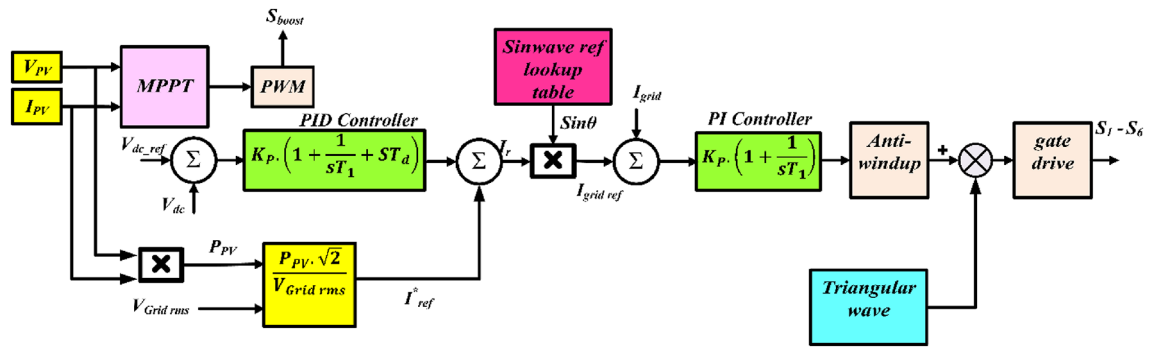 S_boost
V_PV
I_PV
MPPT
PWM
Sinwave ref
lookup
table
Sinθ
I_grid
PID Controller
PI Controller
V_dc_ref
Σ
K_P.(1 + 1/sT_1 + ST_d)
Σ
I_r
×
I_grid ref
Σ
K_P.(1 + 1/sT_1)
Anti-
windup
+
gate
drive
S_1 - S_6
V_dc
×
P_PV
P_PV.√2
V_Grid rms
V_Grid rms
I*_ref
Triangular
wave